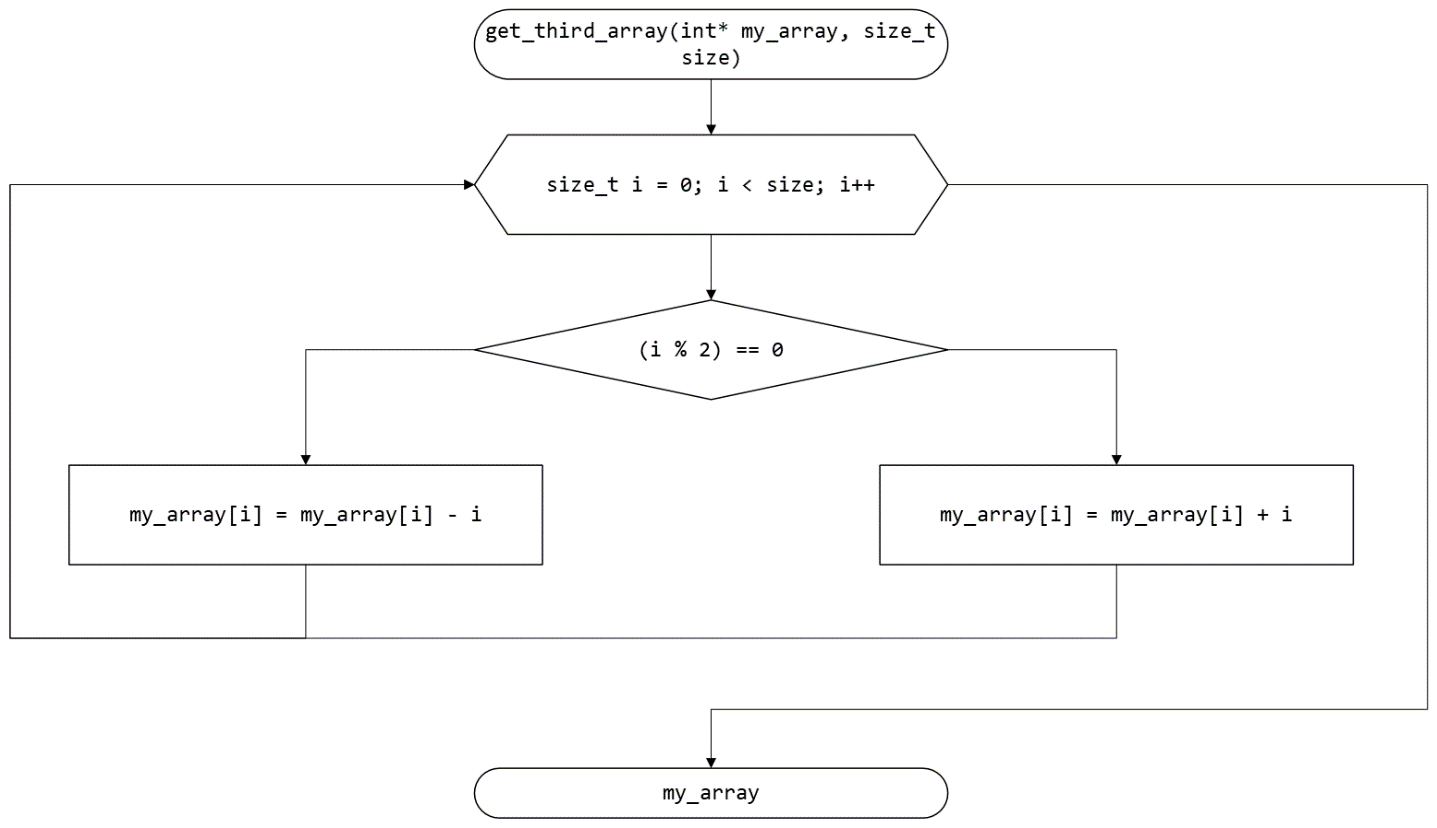 get_third_array(int* my_array, size_t
size)
size_t i = 0; i < size; i++
(i % 2) == 0
my_array[i] = my_array[i] - i
my_array[i] = my_array[i] + i
my_array